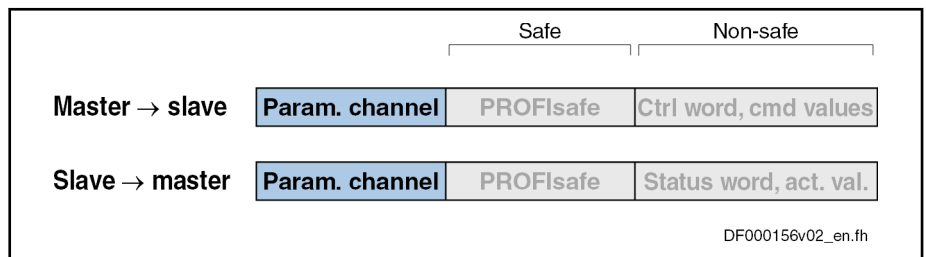 Safe Non-safe
Master → slave Param. channel PROFIsafe Ctrl word, cmd values
Slave → master Param. channel PROFIsafe Status word, act. val.
DF000156v02_en.fh